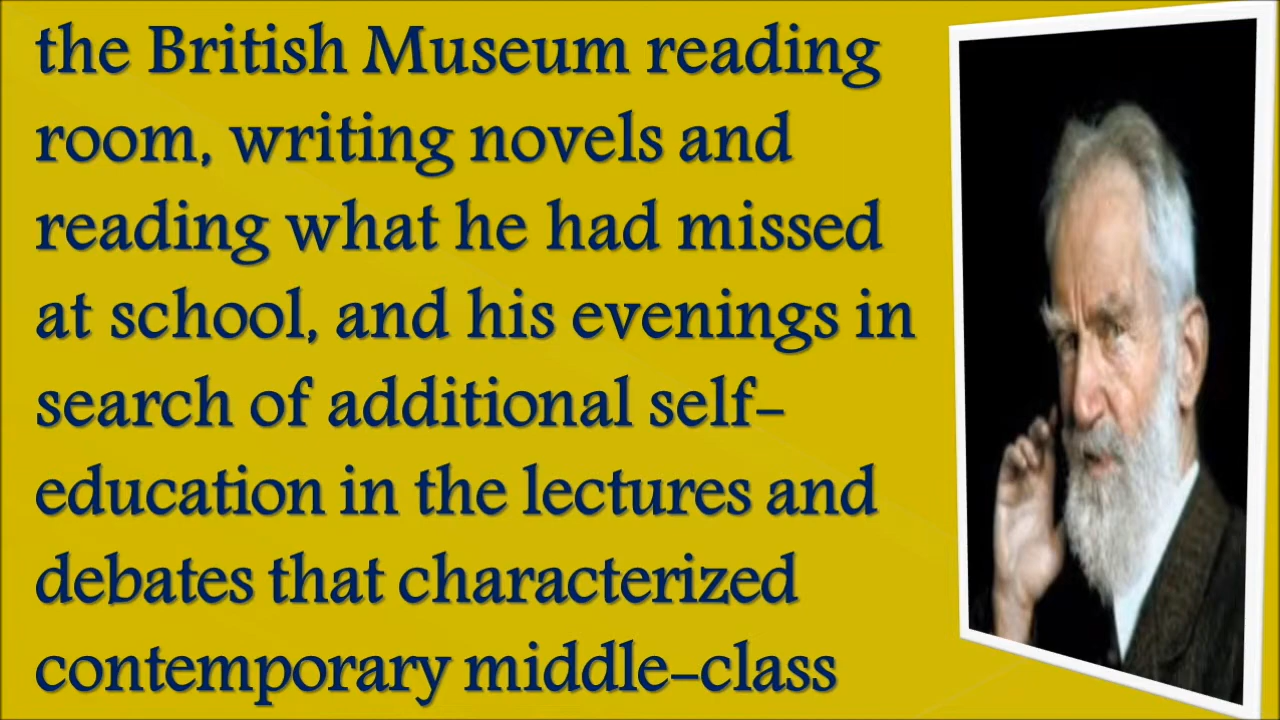 the British Museum reading
room, writing novels and
reading what he had missed
at school, and his evenings in
search of additional self-
education in the lectures and
debates that characterized
contemporary middle-class